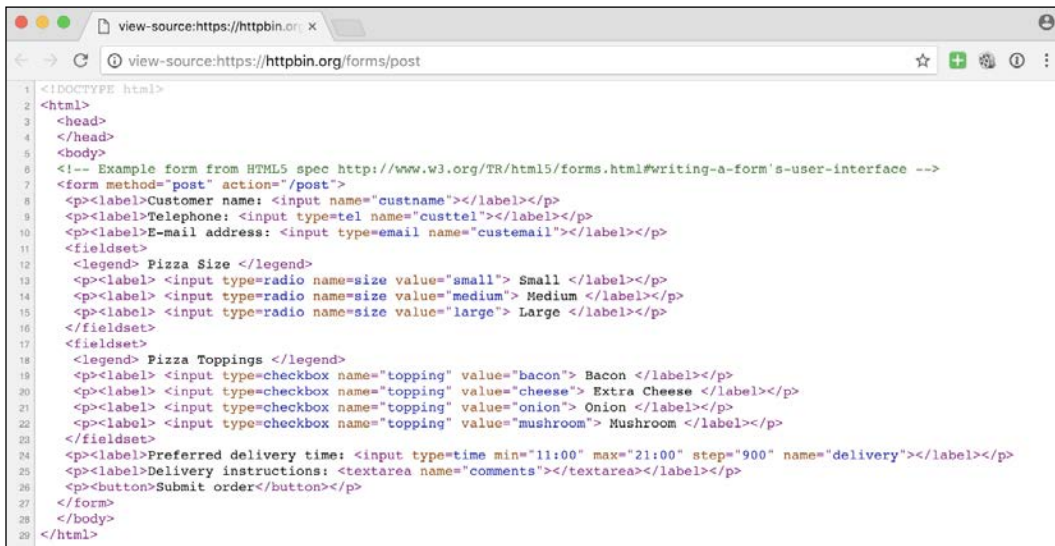 view-source:https://httpbin.or
view-source:https://httpbin.org/forms/post
1 <!DOCTYPE html>
2 <html>
3 <head>
4 </head>
5 <body>
6 <!-- Example form from HTML5 spec http://www.w3.org/TR/html5/forms.html#writing-a-form's-user-interface -->
7 <form method="post" action="/post">
8 <p><label>Customer name: <input name="custname"></label></p>
9 <p><label>Telephone: <input type=tel name="custtel"></label></p>
10 <p><label>E-mail address: <input type=email name="custemail"></label></p>
11 <fieldset>
12 <legend> Pizza Size </legend>
13 <p><label> <input type=radio name=size value="small"> Small </label></p>
14 <p><label> <input type=radio name=size value="medium"> Medium </label></p>
15 <p><label> <input type=radio name=size value="large"> Large </label></p>
16 </fieldset>
17 <fieldset>
18 <legend> Pizza Toppings </legend>
19 <p><label> <input type=checkbox name="topping" value="bacon"> Bacon </label></p>
20 <p><label> <input type=checkbox name="topping" value="cheese"> Extra Cheese </label></p>
21 <p><label> <input type=checkbox name="topping" value="onion"> Onion </label></p>
22 <p><label> <input type=checkbox name="topping" value="mushroom"> Mushroom </label></p>
23 </fieldset>
24 <p><label>Preferred delivery time: <input type=time min="11:00" max="21:00" step="900" name="delivery"></label></p>
25 <p><label>Delivery instructions: <textarea name="comments"></textarea></label></p>
26 <p><button>Submit order</button></p>
27 </form>
28 </body>
29 </html>